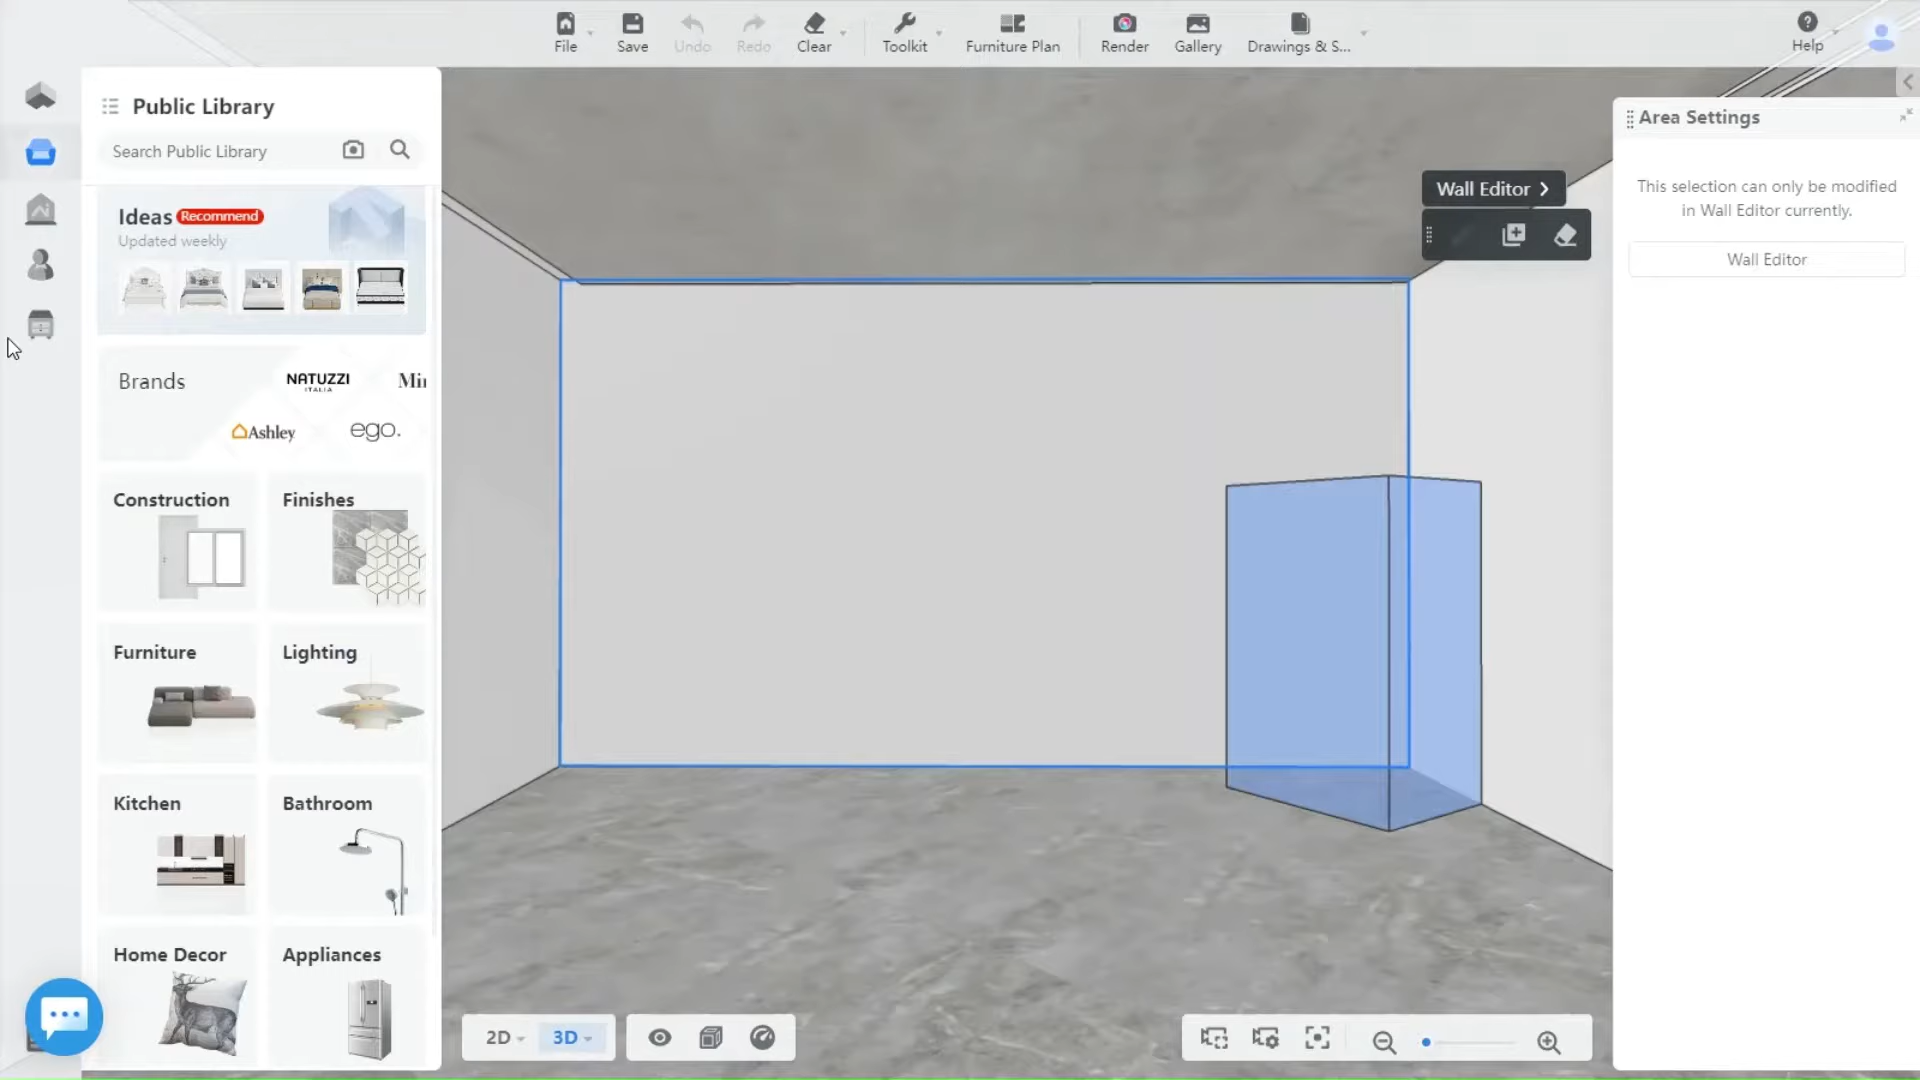 File
Save
Undo
Redo
Clear
Toolkit
Furniture Plan
Render
Gallery
Drawings & S...
Help
Public Library
Search Public Library
Ideas Recommend
Updated weekly
Brands
NATUZZI
ITALIA
Ashley
ego.
Construction
Finishes
Furniture
Lighting
Kitchen
Bathroom
Home Decor
Appliances
Wall Editor
Area Settings
This selection can only be modified
in Wall Editor currently.
Wall Editor
2D
3D